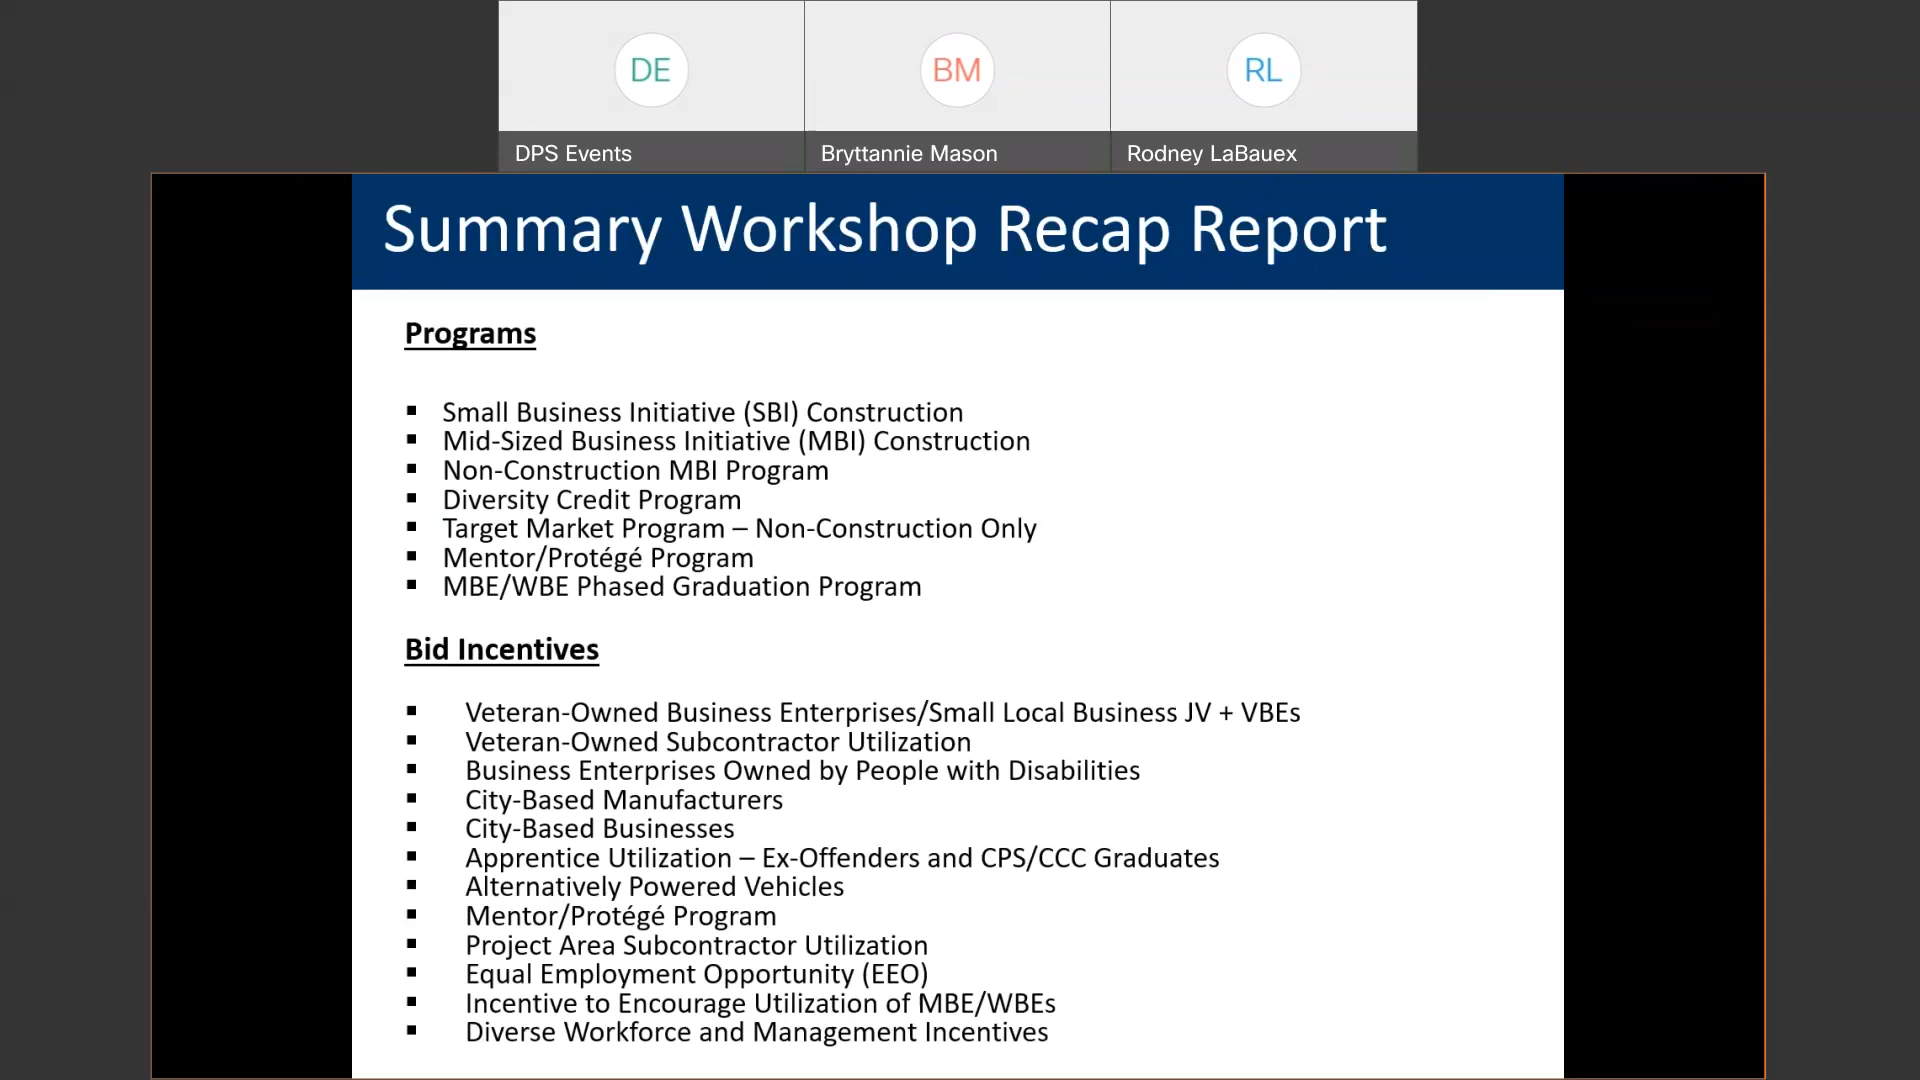 DE
BM
RL
DPS Events
Bryttannie Mason
Rodney LaBauex
Summary Workshop Recap Report
Programs
▪ Small Business Initiative (SBI) Construction
▪ Mid-Sized Business Initiative (MBI) Construction
▪ Non-Construction MBI Program
▪ Diversity Credit Program
▪ Target Market Program – Non-Construction Only
▪ Mentor/Protégé Program
▪ MBE/WBE Phased Graduation Program
Bid Incentives
▪ Veteran-Owned Business Enterprises/Small Local Business JV + VBEs
▪ Veteran-Owned Subcontractor Utilization
▪ Business Enterprises Owned by People with Disabilities
▪ City-Based Manufacturers
▪ City-Based Businesses
▪ Apprentice Utilization – Ex-Offenders and CPS/CCC Graduates
▪ Alternatively Powered Vehicles
▪ Mentor/Protégé Program
▪ Project Area Subcontractor Utilization
▪ Equal Employment Opportunity (EEO)
▪ Incentive to Encourage Utilization of MBE/WBEs
▪ Diverse Workforce and Management Incentives